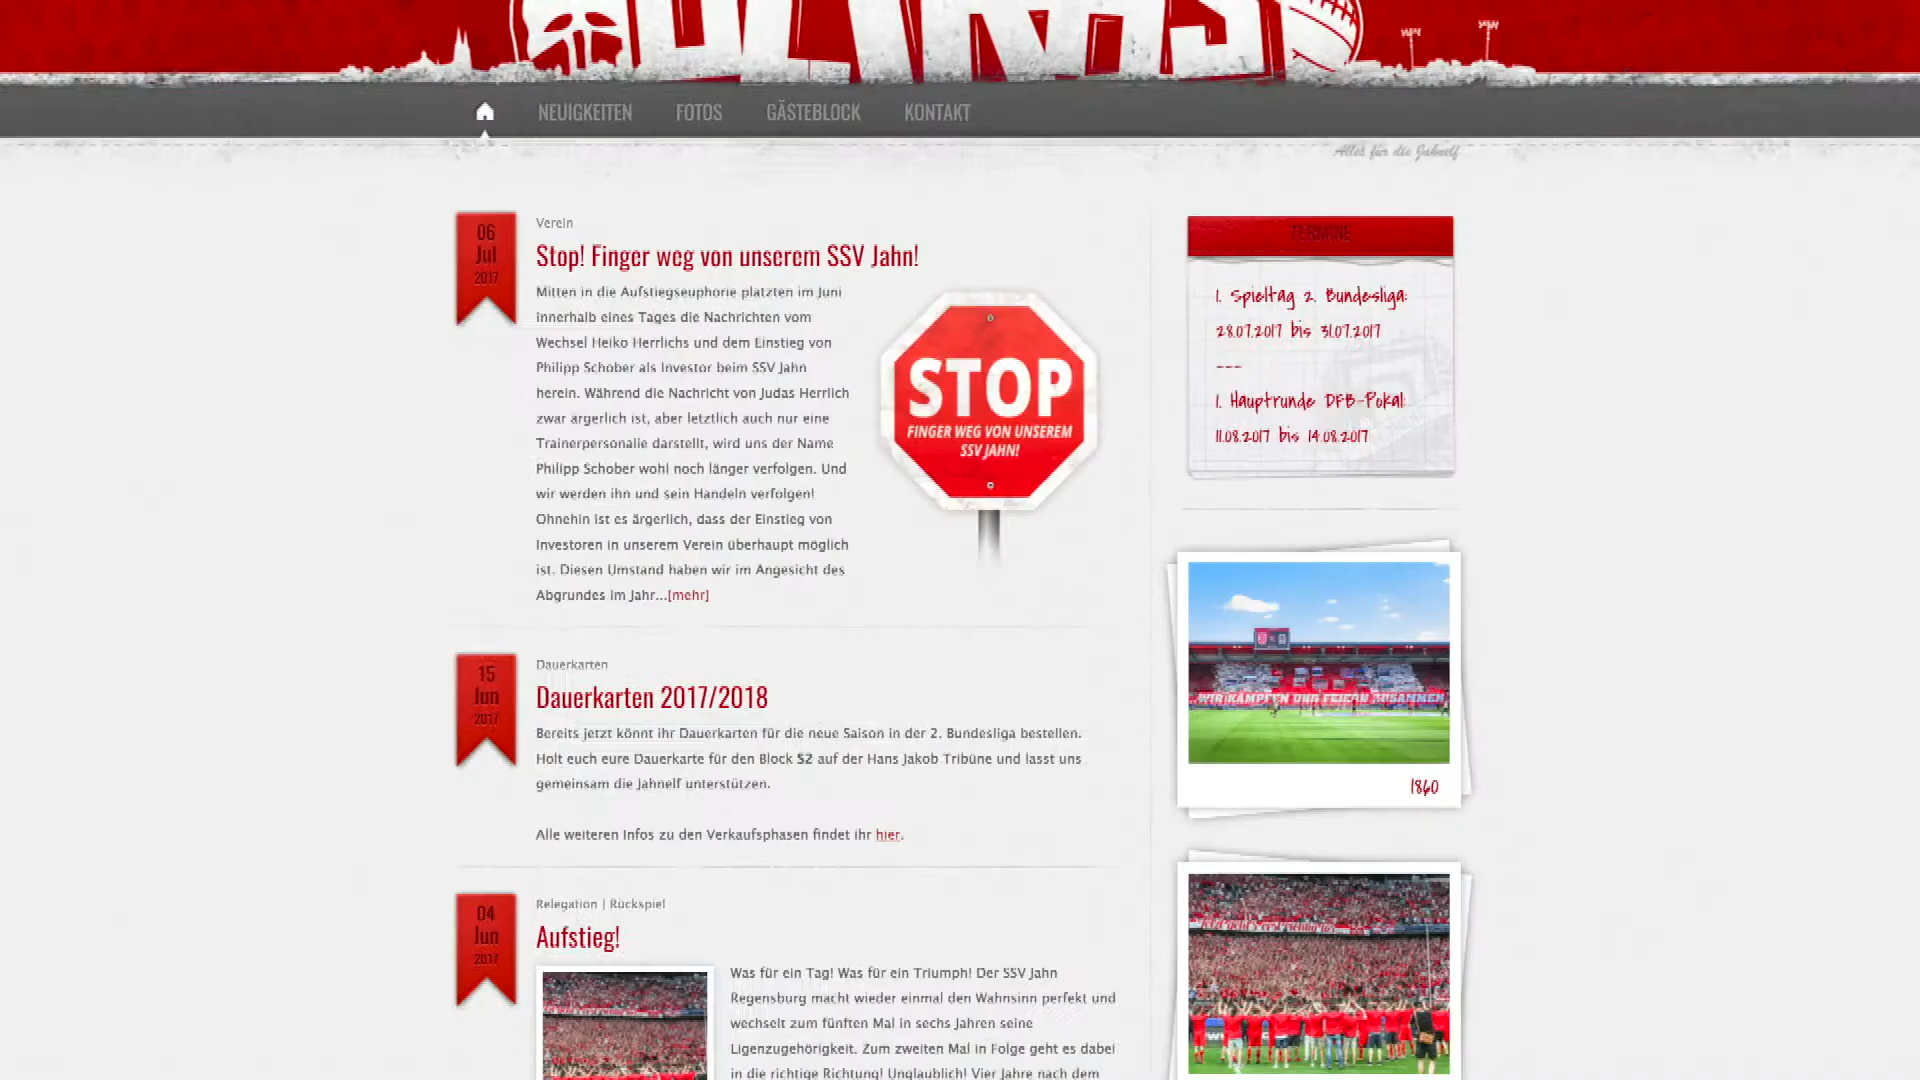 ULTRAS
NEUIGKEITEN FOTOS GÄSTEBLOCK KONTAKT
Alles für die Jahnelf
06
Jul
2017
Verein
Stop! Finger weg von unserem SSV Jahn!
Mitten in die Aufstiegseuphorie platzten im Juni
innerhalb eines Tages die Nachrichten vom
Wechsel Heiko Herrlichs und dem Einstieg von
Philipp Schober als Investor beim SSV Jahn
herein. Während die Nachricht von Judas Herrlich
zwar ärgerlich ist, aber letztlich auch nur eine
Trainerpersonalie darstellt, wird uns der Name
Philipp Schober wohl noch länger verfolgen. Und
wir werden ihn und sein Handeln verfolgen!
Ohnehin ist es ärgerlich, dass der Einstieg von
Investoren in unserem Verein überhaupt möglich
ist. Diesen Umstand haben wir im Angesicht des
Abgrundes im Jahr...[mehr]
STOP
FINGER WEG VON UNSEREM
SSV JAHN!
15
Jun
2017
Dauerkarten
Dauerkarten 2017/2018
Bereits jetzt könnt ihr Dauerkarten für die neue Saison in der 2. Bundesliga bestellen.
Holt euch eure Dauerkarte für den Block S2 auf der Hans Jakob Tribüne und lasst uns
gemeinsam die Jahnelf unterstützen.
Alle weiteren Infos zu den Verkaufsphasen findet ihr hier.
04
Jun
2017
Relegation | Rückspiel
Aufstieg!
Was für ein Tag! Was für ein Triumph! Der SSV Jahn
Regensburg macht wieder einmal den Wahnsinn perfekt und
wechselt zum fünften Mal in sechs Jahren seine
Ligenzugehörigkeit. Zum zweiten Mal in Folge geht es dabei
in die richtige Richtung! Unglaublich! Vier Jahre nach dem
TERMINE
1. Spieltag 2. Bundesliga:
28.07.2017 bis 31.07.2017
---
1. Hauptrunde DFB-Pokal:
11.08.2017 bis 14.08.2017
WIR KÄMPFEN UND FEIERN ZUSAMMEN
1860